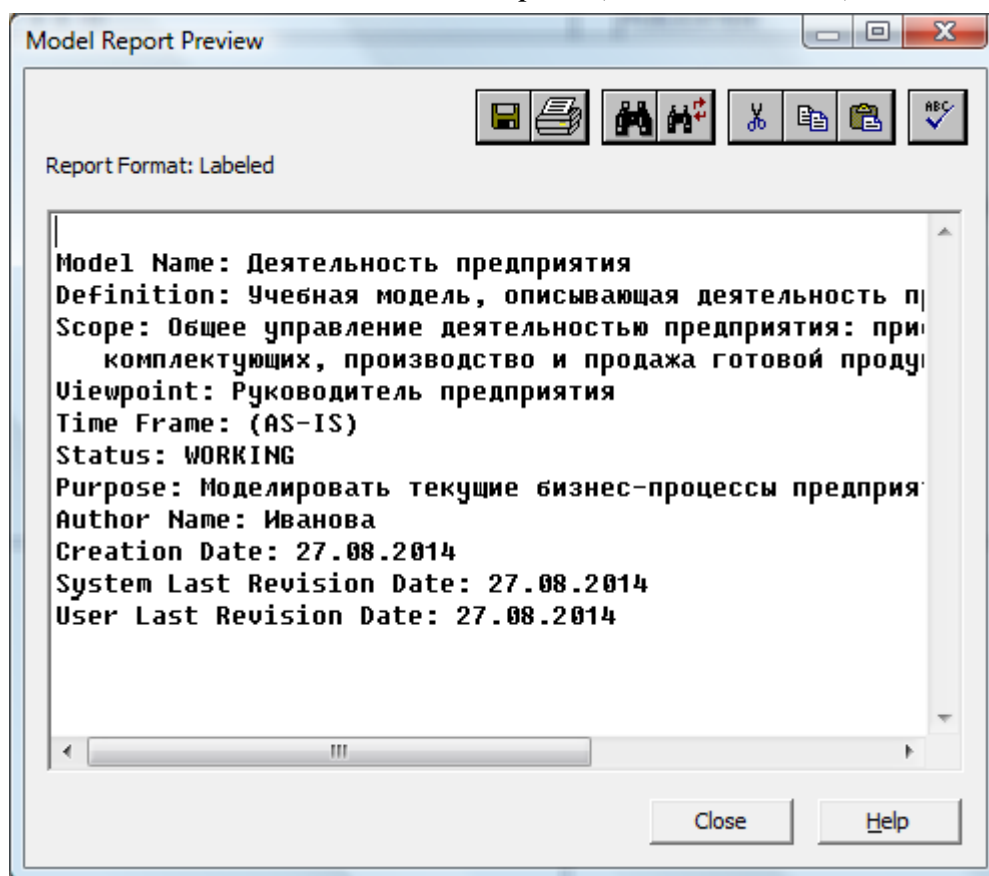 Model Report Preview
ABC
Report Format: Labeled
Model Name: Деятельность предприятия
Definition: Учебная модель, описывающая деятельность
Scope: Общее управление деятельностью предприятия:
комплектующих, производство и продажа готовой
Viewpoint: Руководитель предприятия
Time Frame: (AS-IS)
Status: WORKING
Purpose: Моделировать текущие бизнес-процессы
Author Name: Иванова
Creation Date: 27.08.2014
System Last Revision Date: 27.08.2014
User Last Revision Date: 27.08.2014
Close
Help